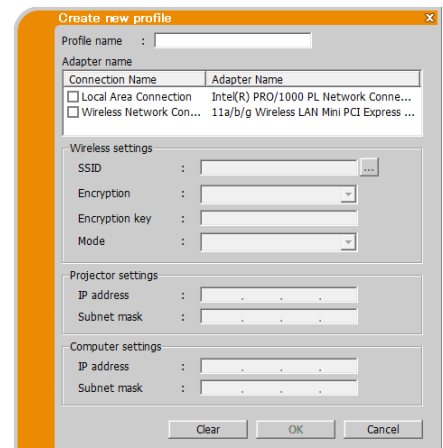 Create new profile x
Profile name :
Adapter name
Connection Name Adapter Name
Local Area Connection Intel(R) PRO/1000 PL Network Conne...
Wireless Network Con... 11a/b/g Wireless LAN Mini PCI Express ...
Wireless settings
SSID : ...
Encryption :
Encryption key :
Mode :
Projector settings
IP address : . . .
Subnet mask : . . .
Computer settings
IP address : . . .
Subnet mask : . . .
Clear OK Cancel